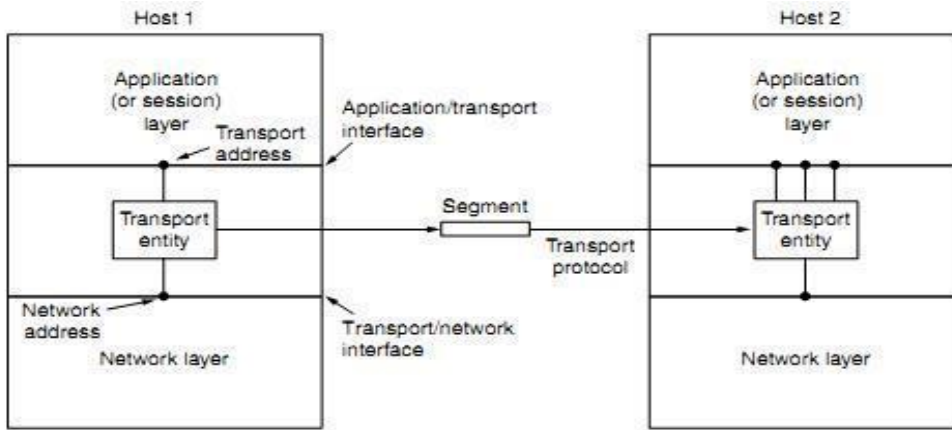 Host 1
Host 2
Application
(or session)
layer
Transport
address
Application/transport
interface
Application
(or session)
layer
Transport
entity
Segment
Transport
protocol
Transport
entity
Network
address
Transport/network
interface
Network layer
Network layer